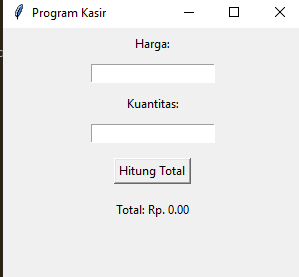 Program Kasir
Harga:
Kuantitas:
Hitung Total
Total: Rp. 0.00